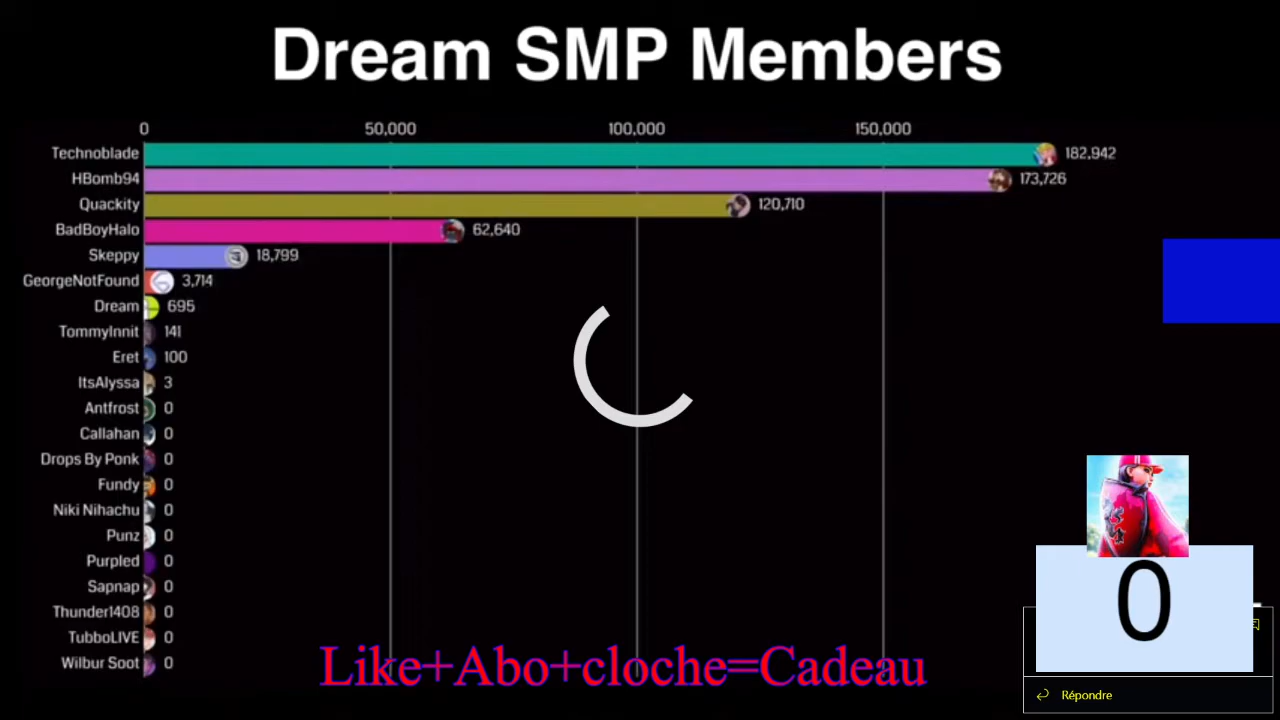 Dream SMP Members
0 50,000 100,000 150,000
Technoblade 182,942
HBomb94 173,726
Quackity 120,710
BadBoyHalo 62,640
Skeppy 18,799
GeorgeNotFound 3,714
Dream 695
TommyInnit 141
Eret 100
ItsAlyssa 3
Antfrost 0
Callahan 0
Drops By Ponk 0
Fundy 0
Niki Nihachu 0
Punz 0
Purpled 0
Sapnap 0
Thunder1408 0
TubboLIVE 0
Wilbur Soot 0
0
Like+Abo+cloche=Cadeau
Répondre